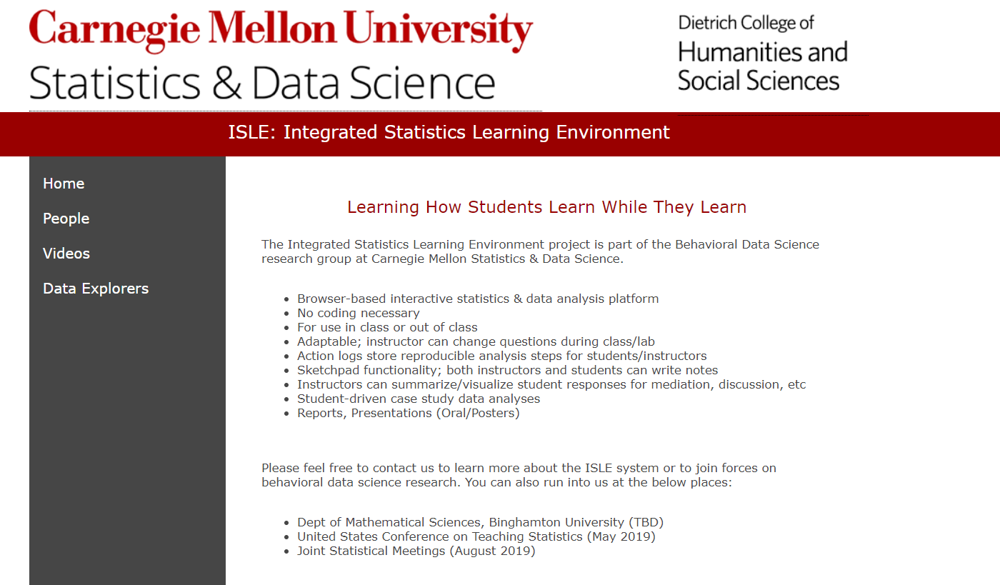 Carnegie Mellon University
Statistics & Data Science
Dietrich College of
Humanities and
Social Sciences
ISLE: Integrated Statistics Learning Environment
Home
People
Videos
Data Explorers
Learning How Students Learn While They Learn
The Integrated Statistics Learning Environment project is part of the Behavioral Data Science
research group at Carnegie Mellon Statistics & Data Science.
• Browser-based interactive statistics & data analysis platform
• No coding necessary
• For use in class or out of class
• Adaptable; instructor can change questions during class/lab
• Action logs store reproducible analysis steps for students/instructors
• Sketchpad functionality; both instructors and students can write notes
• Instructors can summarize/visualize student responses for mediation, discussion, etc
• Student-driven case study data analyses
• Reports, Presentations (Oral/Posters)
Please feel free to contact us to learn more about the ISLE system or to join forces on
behavioral data science research. You can also run into us at the below places:
• Dept of Mathematical Sciences, Binghamton University (TBD)
• United States Conference on Teaching Statistics (May 2019)
• Joint Statistical Meetings (August 2019)